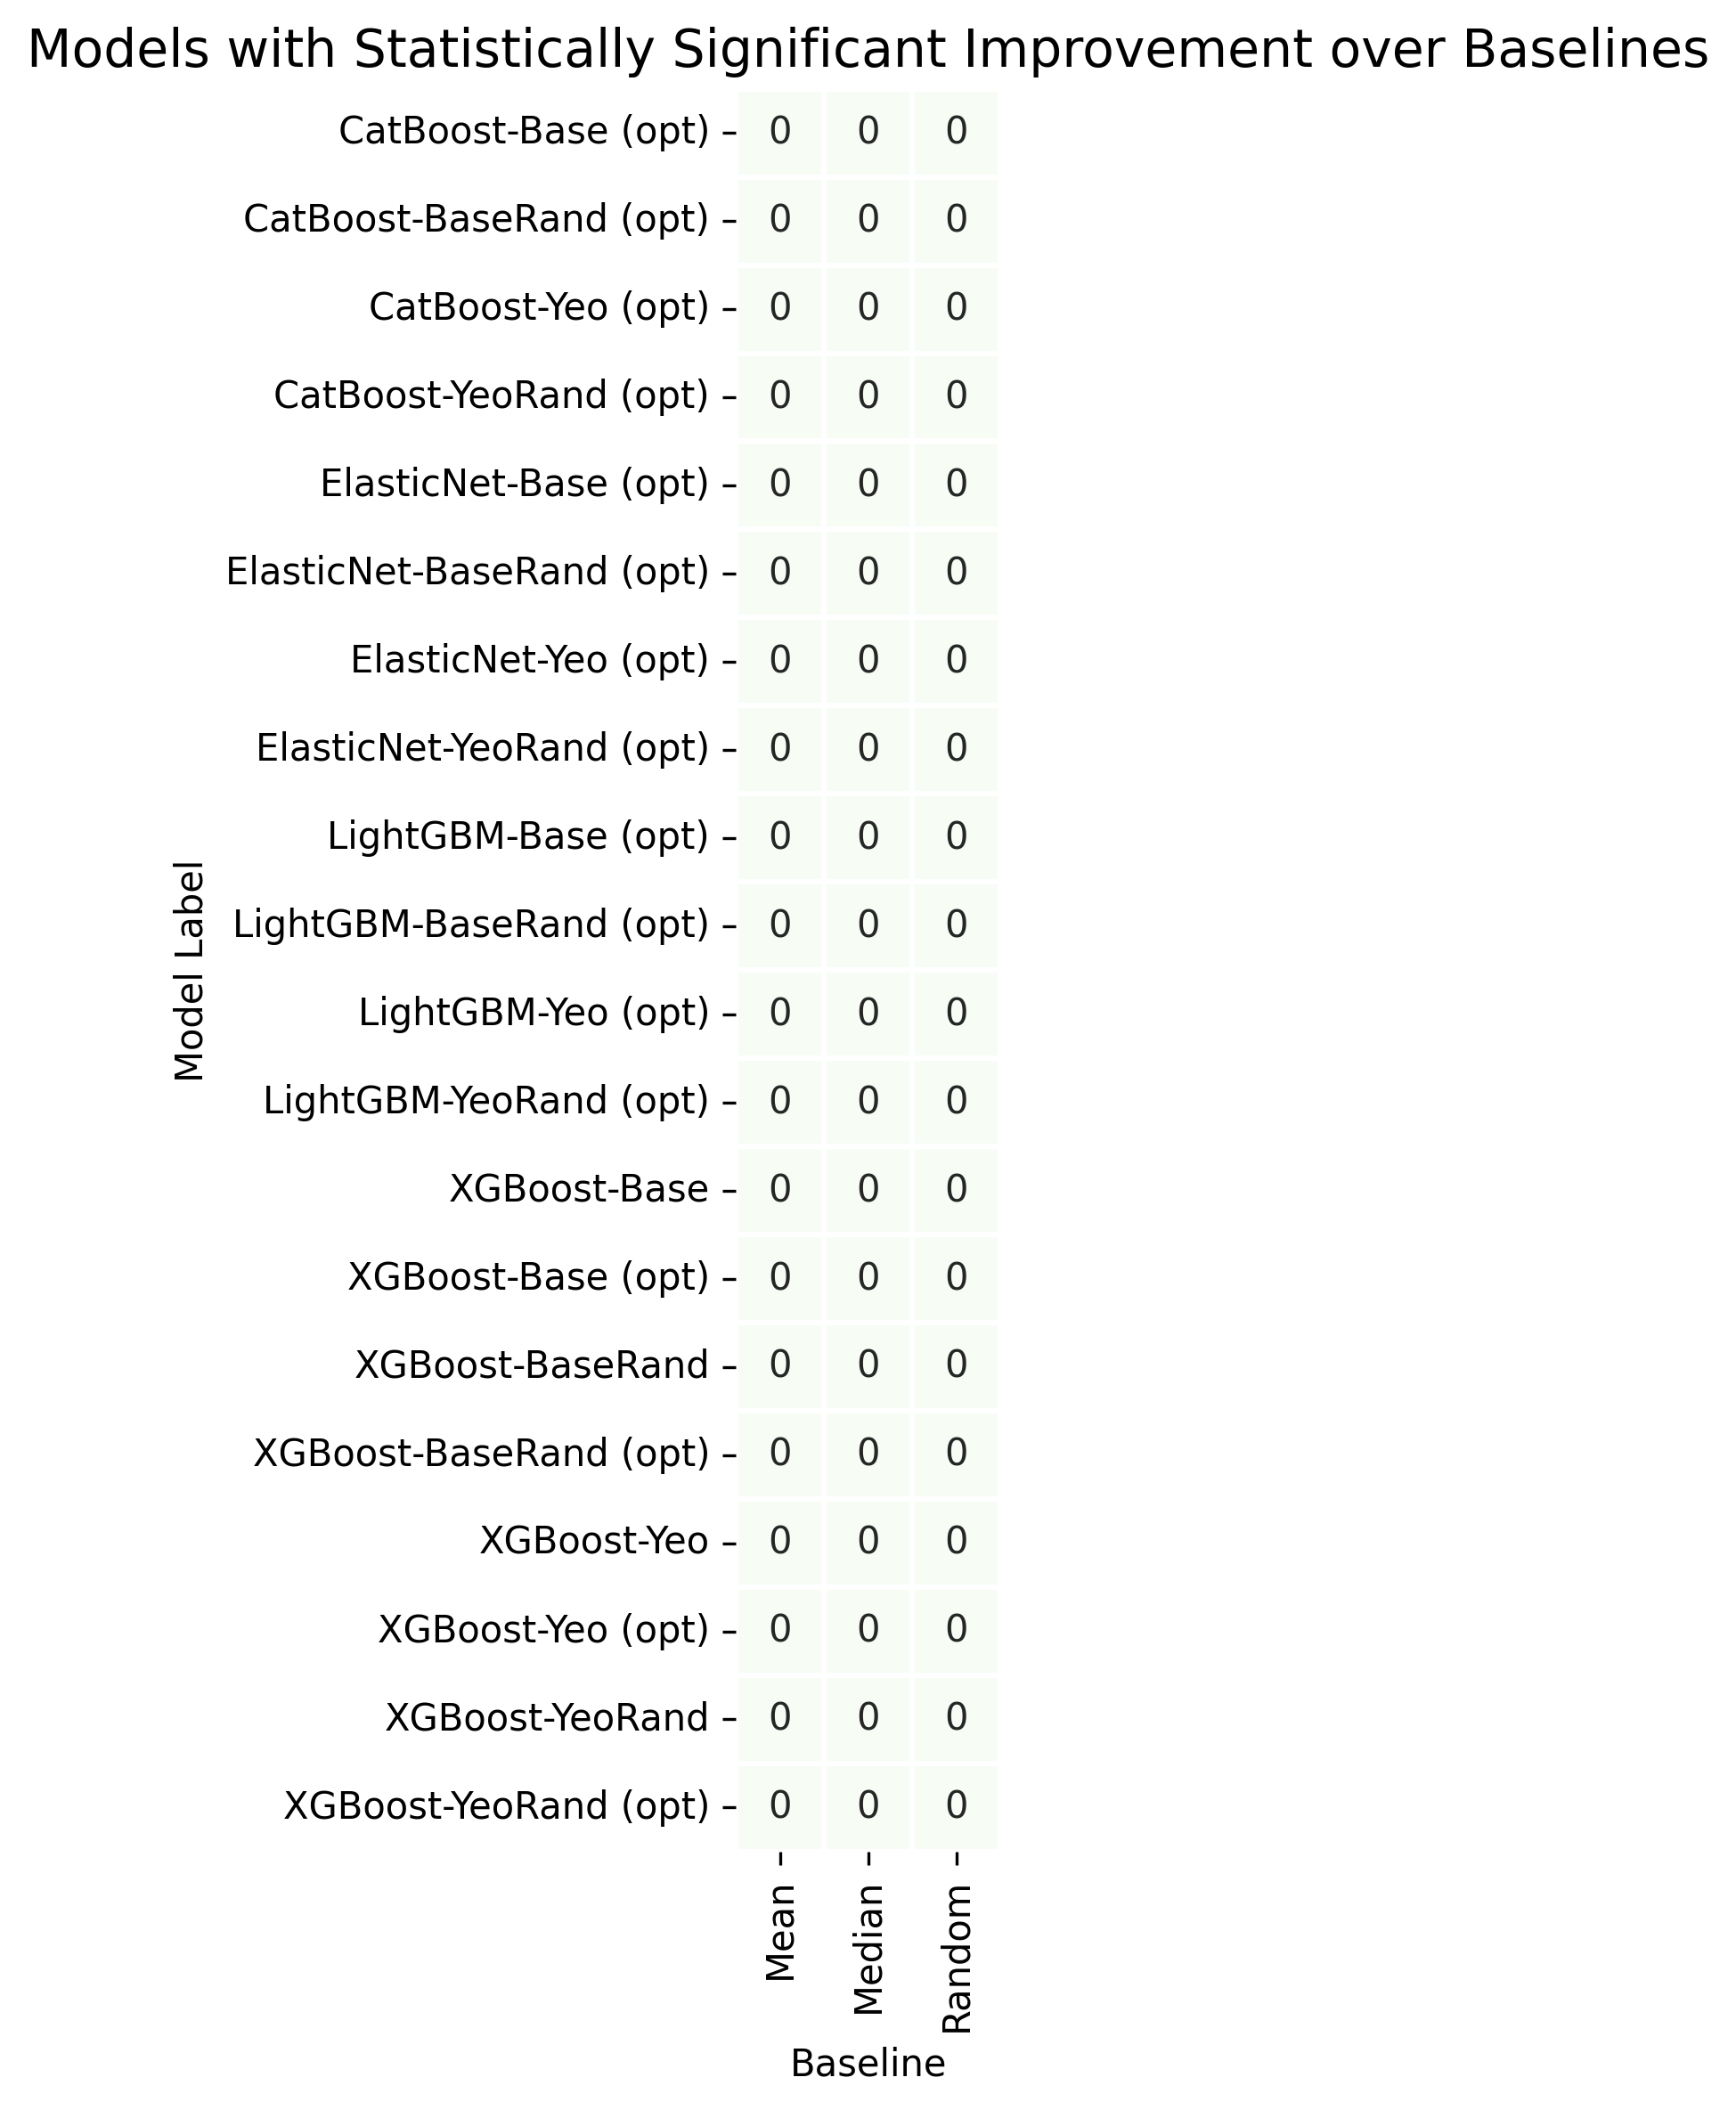 Models with Statistically Significant Improvement over Baselines
CatBoost-Base (opt) 0 0 0
CatBoost-BaseRand (opt) 0 0 0
CatBoost-Yeo (opt) 0 0 0
CatBoost-YeoRand (opt) 0 0 0
ElasticNet-Base (opt) 0 0 0
ElasticNet-BaseRand (opt) 0 0 0
ElasticNet-Yeo (opt) 0 0 0
ElasticNet-YeoRand (opt) 0 0 0
LightGBM-Base (opt) 0 0 0
LightGBM-BaseRand (opt) 0 0 0
LightGBM-Yeo (opt) 0 0 0
LightGBM-YeoRand (opt) 0 0 0
XGBoost-Base 0 0 0
XGBoost-Base (opt) 0 0 0
XGBoost-BaseRand 0 0 0
XGBoost-BaseRand (opt) 0 0 0
XGBoost-Yeo 0 0 0
XGBoost-Yeo (opt) 0 0 0
XGBoost-YeoRand 0 0 0
XGBoost-YeoRand (opt) 0 0 0
Model Label
Mean
Median
Random
Baseline